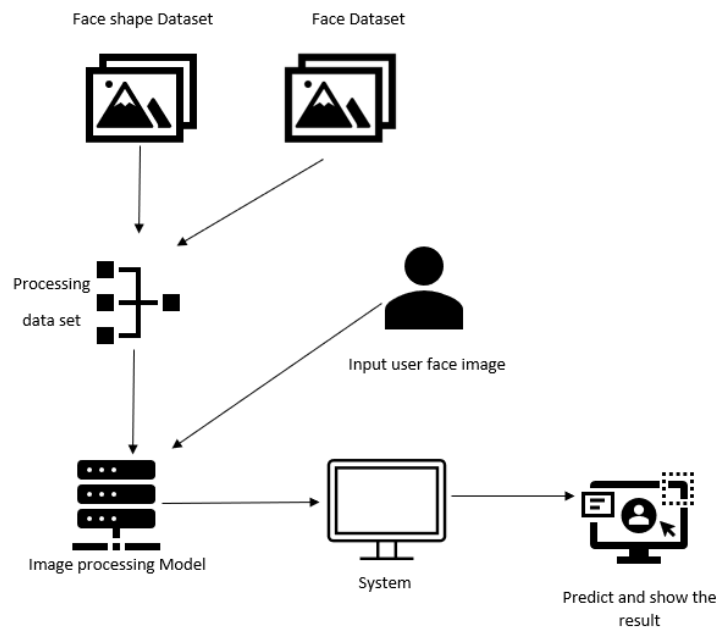 Face shape Dataset
Face Dataset
Processing
data set
Input user face image
Image processing Model
System
Predict and show the
result